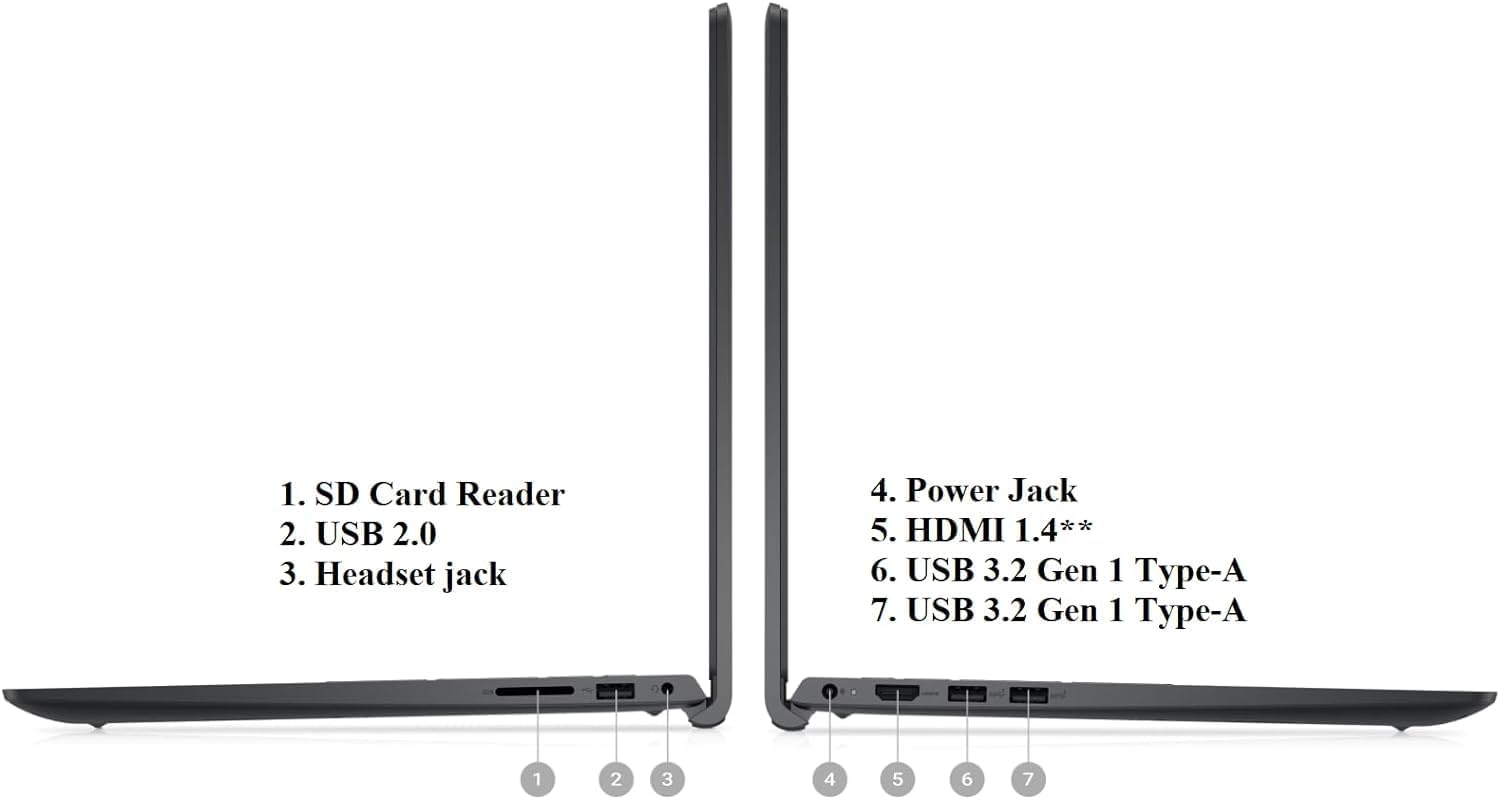 1. SD Card Reader
2. USB 2.0
3. Headset jack
4. Power Jack
5. HDMI 1.4**
6. USB 3.2 Gen 1 Type-A
7. USB 3.2 Gen 1 Type-A
1 2 3 4 5 6 7